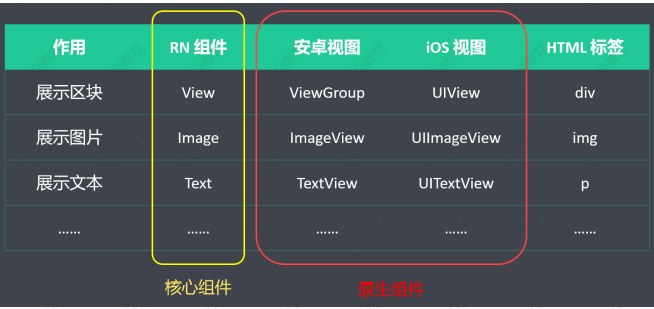 作用 RN 组件 安卓视图 iOS 视图 HTML 标签
展示区块 View ViewGroup UIView div
展示图片 Image ImageView UIImageView img
展示文本 Text TextView UITextView p
...... ...... ...... ...... ......
核心组件 原生组件